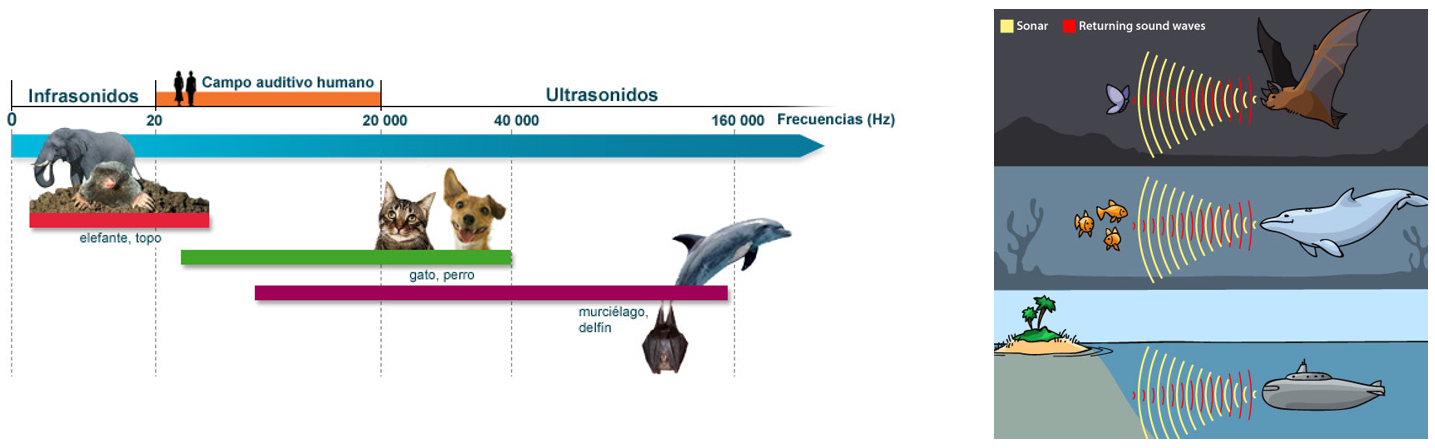 Campo auditivo humano
Infrasonidos
Ultrasonidos
0
20
20 000
40 000
160 000
Frecuencias (Hz)
elefante, topo
gato, perro
murciélago,
delfín
Sonar
Returning sound waves